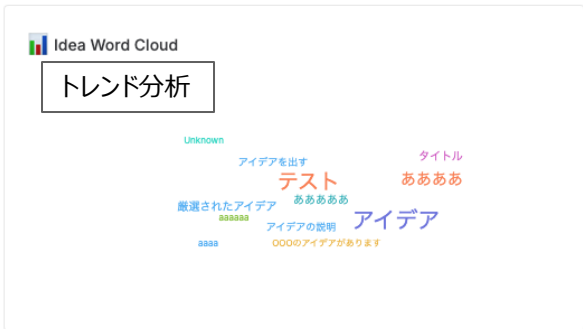 Idea Word Cloud
トレンド分析
Unknown
タイトル
アイデアを出す
テスト
ああああ
あああああ
厳選されたアイデア
aaaaaa
アイデア
アイデアの説明
aaaa
OOOのアイデアがあります